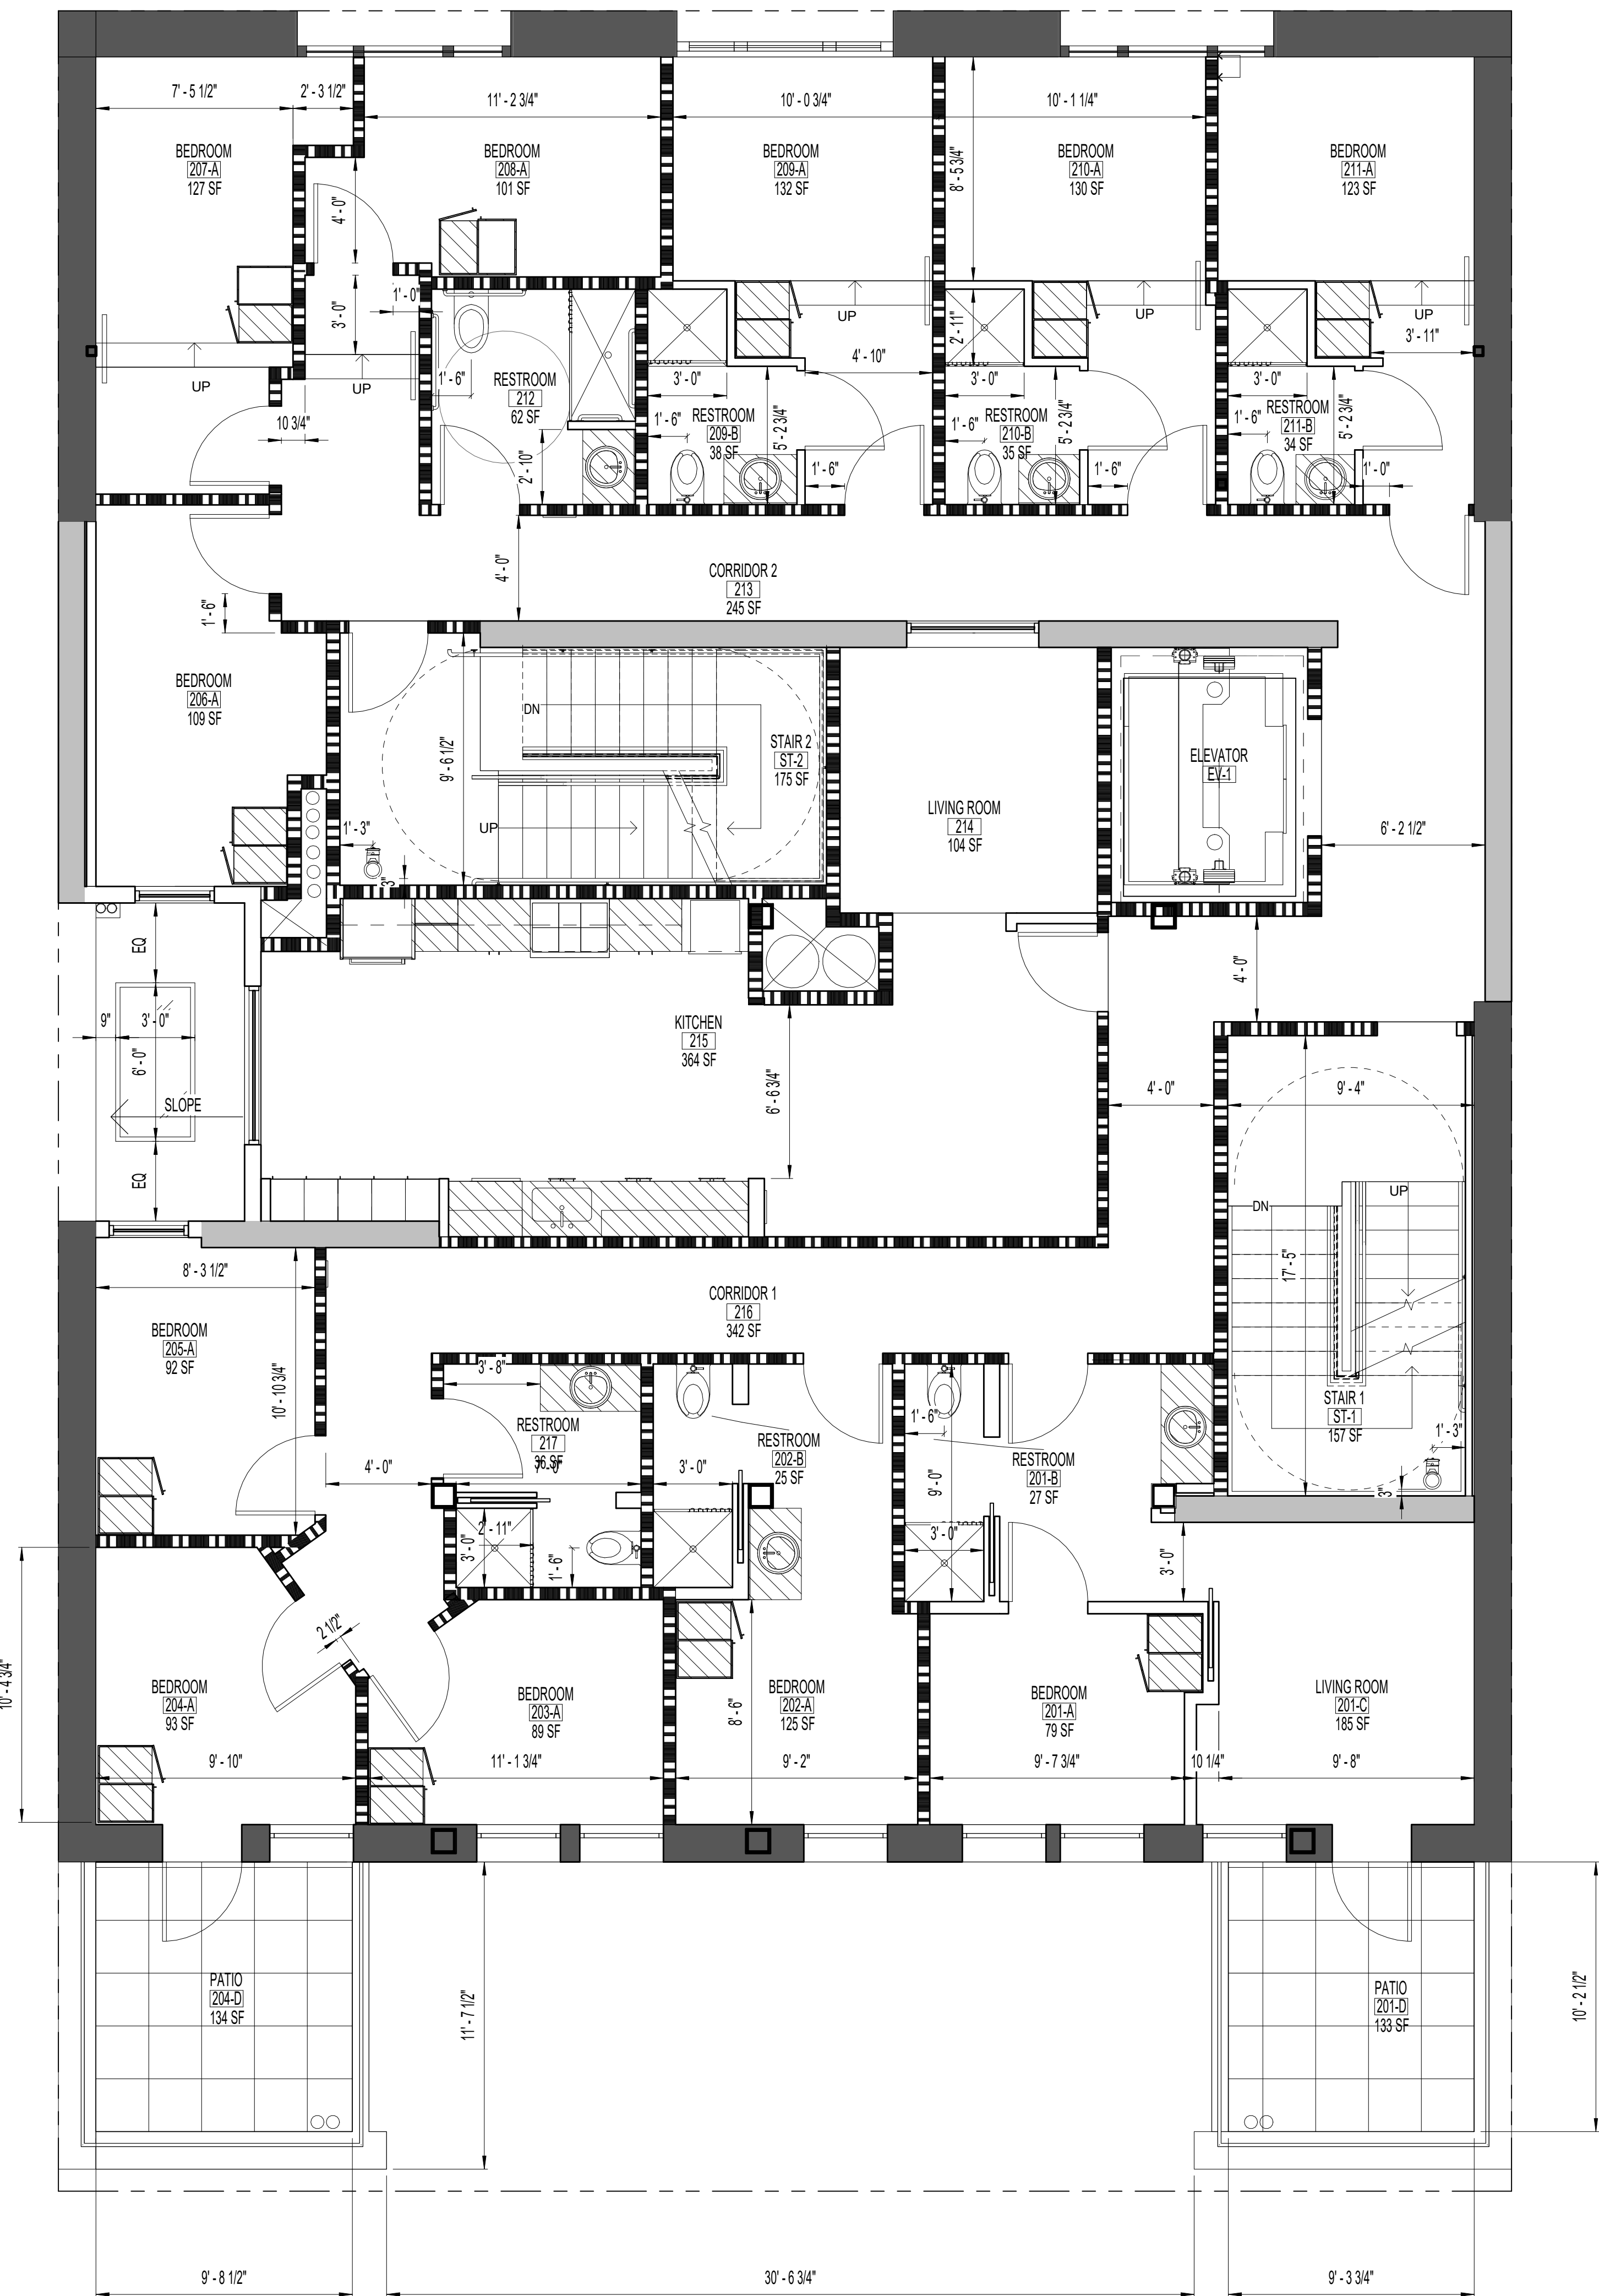 7' - 5 1/2"
2' - 3 1/2"
11' - 2 3/4"
10' - 0 3/4"
10' - 1 1/4"
BEDROOM
207-A
127 SF
BEDROOM
208-A
101 SF
BEDROOM
209-A
132 SF
8' - 5 3/4"
BEDROOM
210-A
130 SF
BEDROOM
211-A
123 SF
4' - 0"
3' - 0"
1' - 0"
UP
UP
10 3/4"
1' - 6"
RESTROOM
212
62 SF
2' - 10"
UP
4' - 10"
3' - 0"
1' - 6"
RESTROOM
209-B
38 SF
5' - 2 3/4"
1' - 6"
2' - 11"
UP
3' - 0"
1' - 6"
RESTROOM
210-B
35 SF
5' - 2 3/4"
1' - 6"
UP
3' - 11"
3' - 0"
1' - 6"
RESTROOM
211-B
34 SF
5' - 2 3/4"
1' - 0"
4' - 0"
CORRIDOR 2
213
245 SF
1' - 6"
BEDROOM
206-A
109 SF
9' - 6 1/2"
DN
STAIR 2
ST-2
175 SF
UP
1' - 3"
3"
LIVING ROOM
214
104 SF
ELEVATOR
EV-1
6' - 2 1/2"
EQ
9"
3' - 0"
6' - 0"
SLOPE
EQ
KITCHEN
215
364 SF
6' - 6 3/4"
4' - 0"
4' - 0"
9' - 4"
DN
UP
17' - 5"
STAIR 1
ST-1
157 SF
1' - 3"
3"
8' - 3 1/2"
BEDROOM
205-A
92 SF
10' - 10 3/4"
CORRIDOR 1
216
342 SF
3' - 8"
RESTROOM
217
36 SF
7' - 0"
4' - 0"
2' - 11"
3' - 0"
1' - 6"
RESTROOM
202-B
25 SF
3' - 0"
1' - 6"
9' - 0"
RESTROOM
201-B
27 SF
3' - 0"
3' - 0"
10' - 4 3/4"
2 1/2"
BEDROOM
204-A
93 SF
9' - 10"
BEDROOM
203-A
89 SF
11' - 1 3/4"
8' - 6"
BEDROOM
202-A
125 SF
9' - 2"
BEDROOM
201-A
79 SF
9' - 7 3/4"
10 1/4"
LIVING ROOM
201-C
185 SF
9' - 8"
PATIO
204-D
134 SF
11' - 7 1/2"
PATIO
201-D
133 SF
10' - 2 1/2"
9' - 8 1/2"
30' - 6 3/4"
9' - 3 3/4"